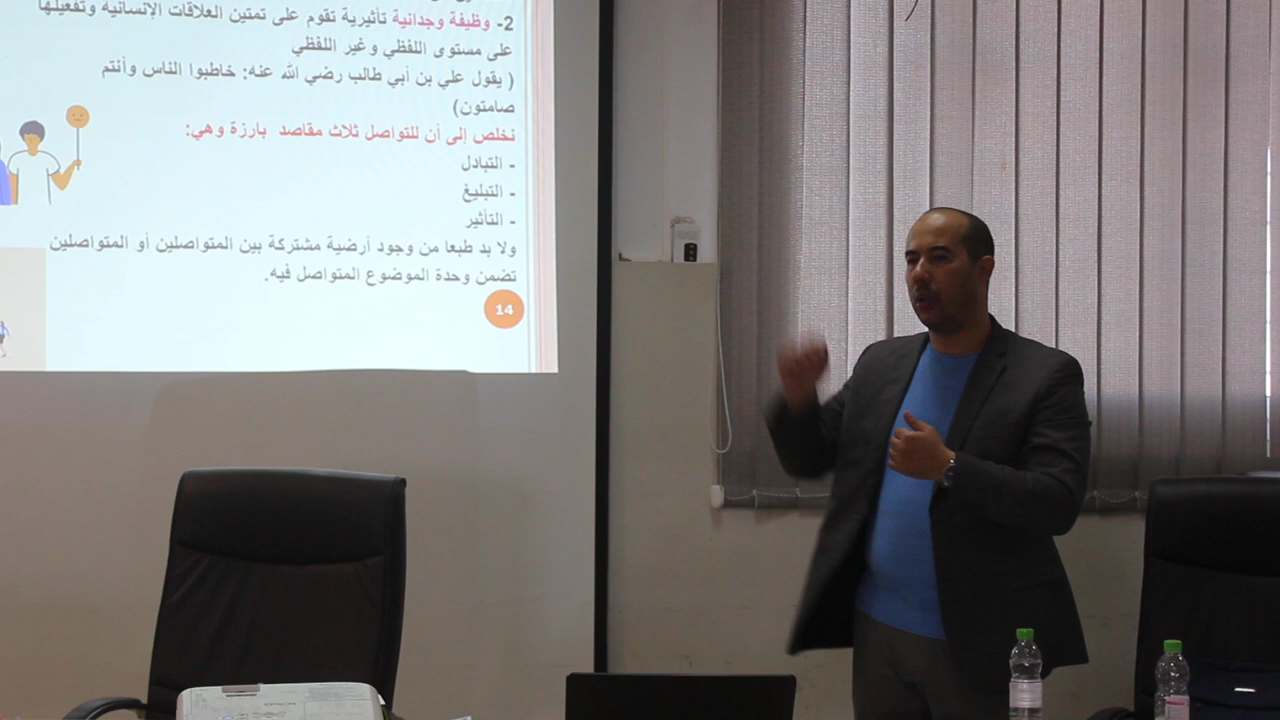 2- وظيفة وجدانية تأثيرية تقوم على تمتين العلاقات الإنسانية وتفعيلها
على مستوى اللفظي وغير اللفظي
( يقول علي بن أبي طالب رضي الله عنه: خاطبوا الناس وأنتم
صامتون)
نخلص إلى أن للتواصل ثلاث مقاصد بارزة وهي:
- التبادل
- التبليغ
- التأثير
ولا بد طبعا من وجود أرضية مشتركة بين المتواصلين أو المتواصلين
تضمن وحدة الموضوع المتواصل فيه.
14